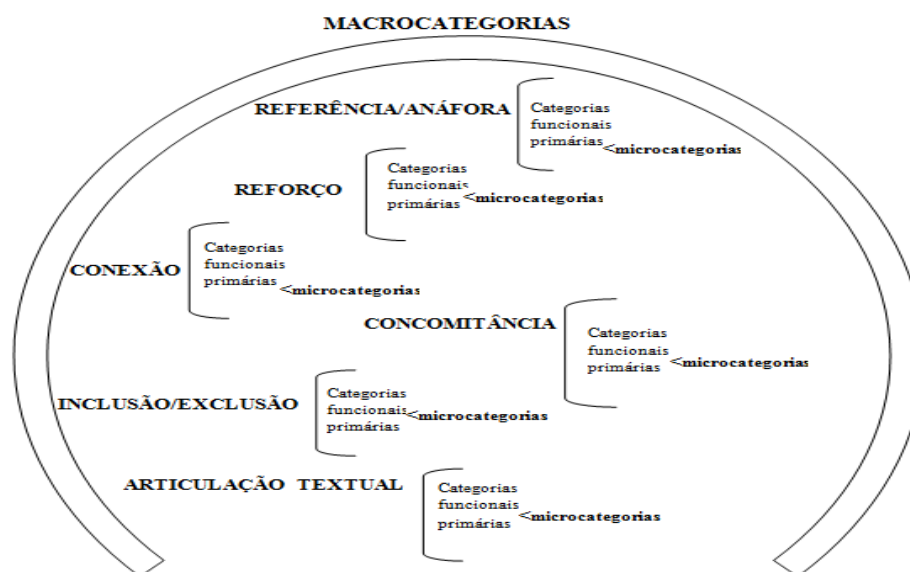 MACROCATEGORIAS
REFERÊNCIA/ANÁFORA
Categorias
funcionais
primárias
<microcategorias
REFORÇO
Categorias
funcionais
primárias
<microcategorias
CONEXÃO
Categorias
funcionais
primárias
<microcategorias
CONCOMITÂNCIA
Categorias
funcionais
primárias
<microcategorias
INCLUSÃO/EXCLUSÃO
Categorias
funcionais
primárias
<microcategorias
ARTICULAÇÃO TEXTUAL
Categorias
funcionais
primárias
<microcategorias